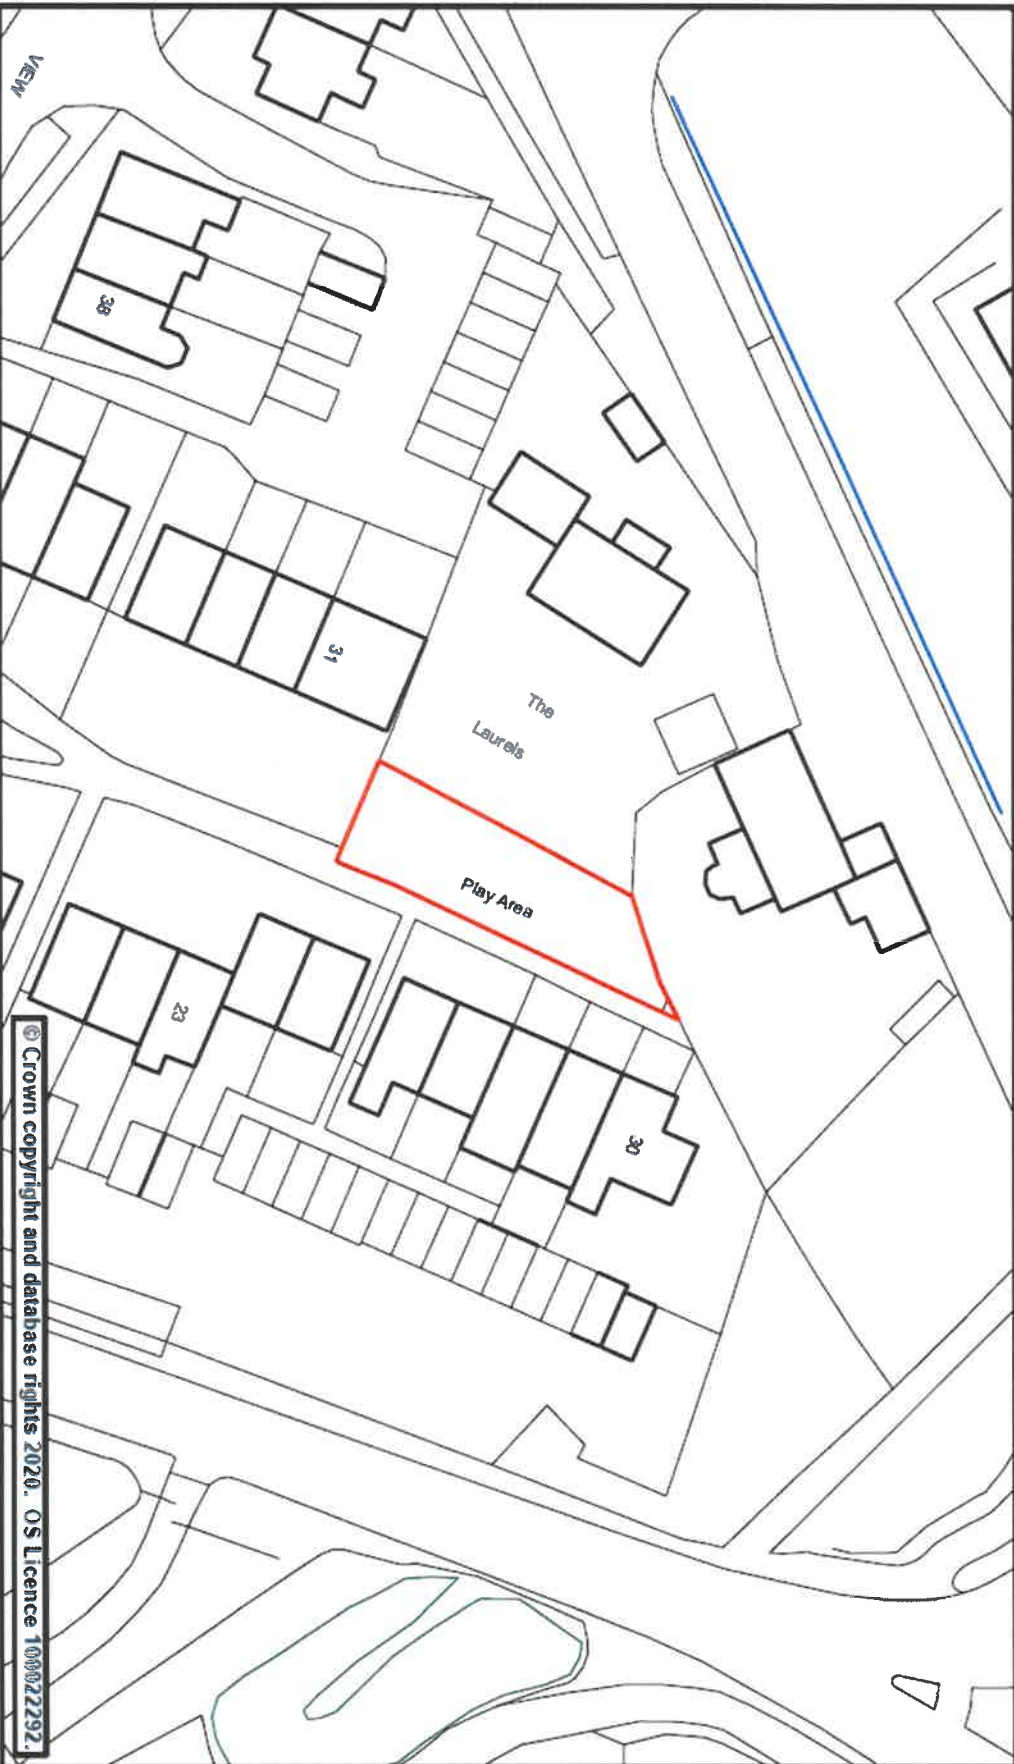 VIEW
38
31
The
Laurels
Play Area
23
30
© Crown copyright and database rights 2020. OS Licence 100022292.